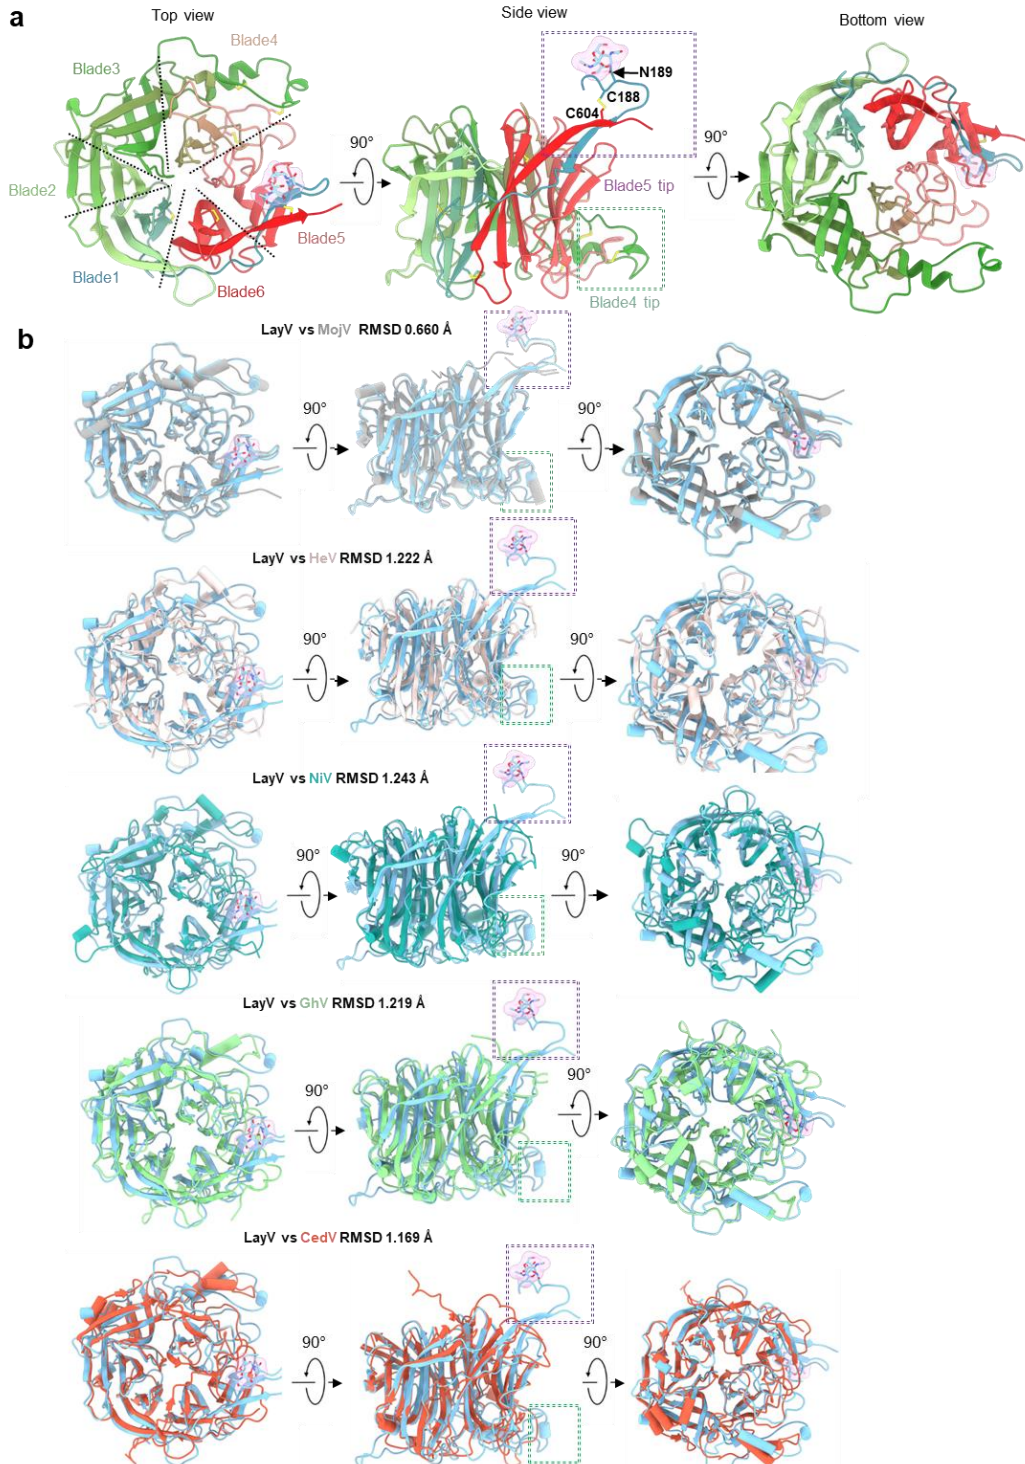 a
Top view
Side view
Bottom view
Blade4
Blade3
N189
C188
C604
90°
90°
Blade2
Blade5 tip
Blade5
Blade1
Blade6
Blade4 tip
b
LayV vs MojV RMSD 0.660 Å
90°
90°
LayV vs HeV RMSD 1.222 Å
90°
90°
LayV vs NiV RMSD 1.243 Å
90°
90°
LayV vs GhV RMSD 1.219 Å
90°
90°
LayV vs CedV RMSD 1.169 Å
90°
90°